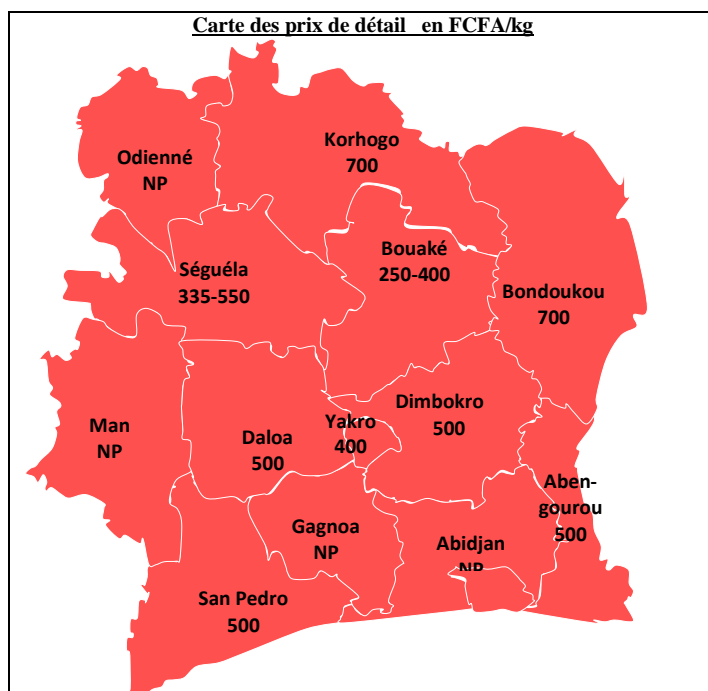 Carte des prix de détail en FCFA/kg
Korhogo
700
Odienné
NP
Bouaké
250-400
Séguéla
335-550
Bondoukou
700
Dimbokro
500
Yakro
400
Man
NP
Daloa
500
Aben-
gourou
500
Gagnoa
NP
Abidjan
NP
San Pedro
500